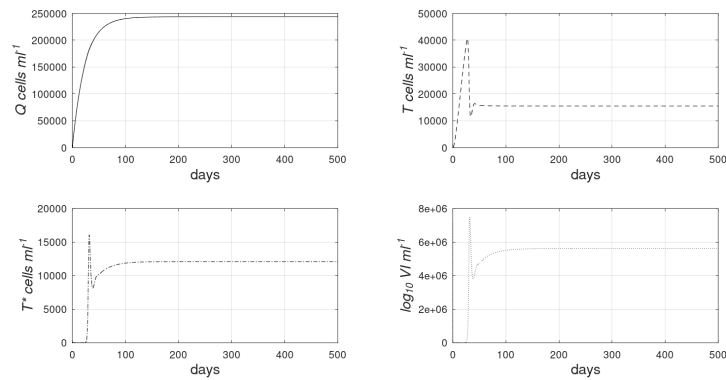 250000
200000
150000
100000
50000
0
0 100 200 300 400 500
Q cells ml-1
days
50000
40000
30000
20000
10000
0
0 100 200 300 400 500
T cells ml-1
days
20000
15000
10000
5000
0
0 100 200 300 400 500
T* cells ml-1
days
8e+06
6e+06
4e+06
2e+06
0
0 100 200 300 400 500
log10 VI ml-1
days